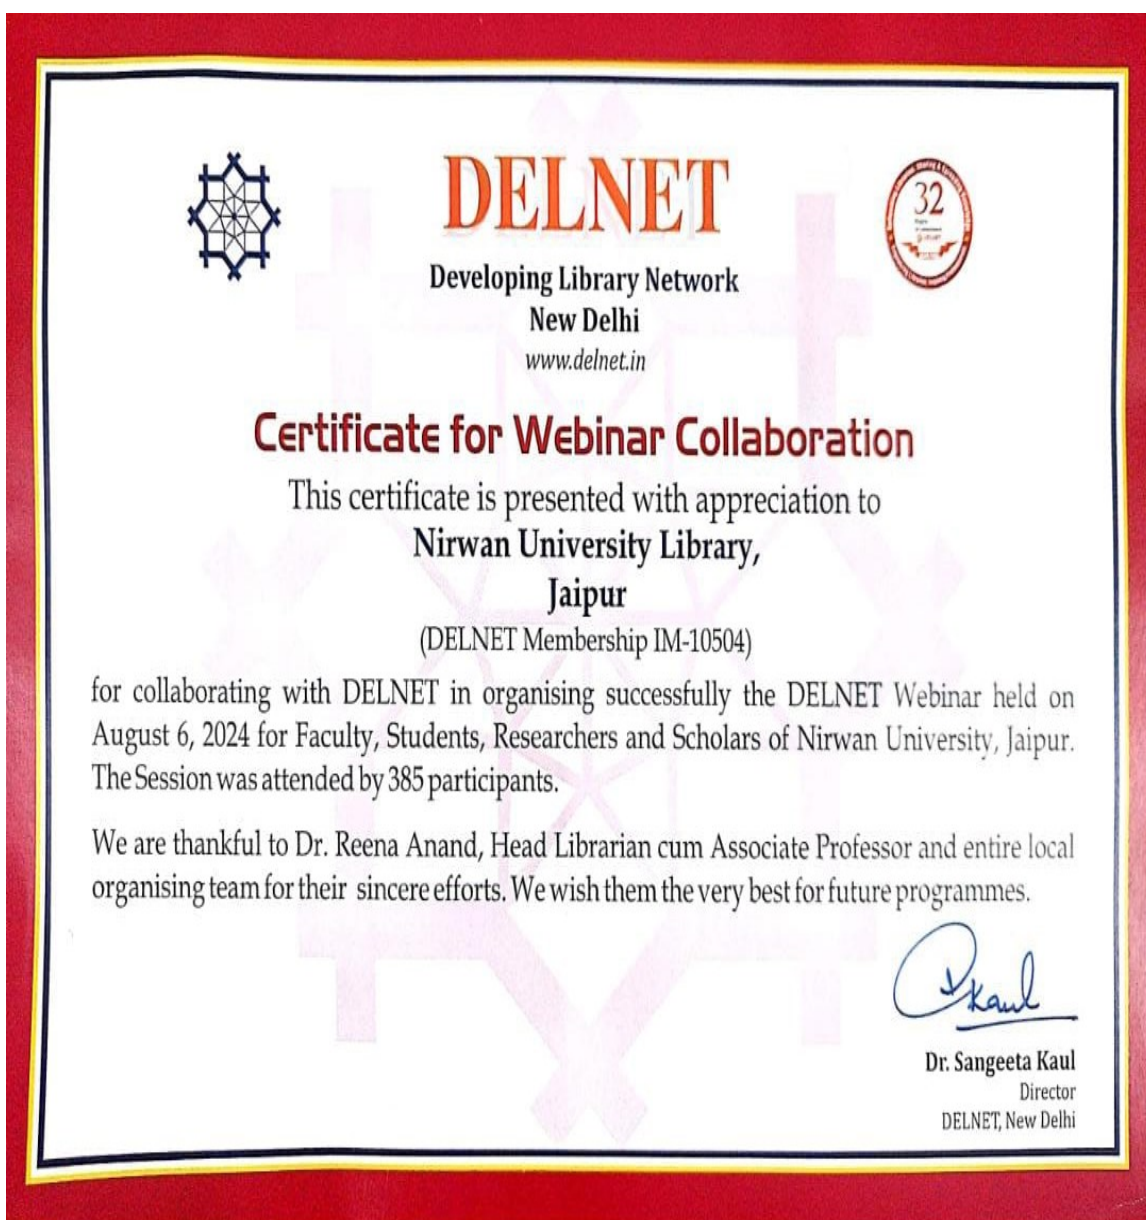 DELNET
32
Developing Library Network
New Delhi
www.delnet.in
Certificate for Webinar Collaboration
This certificate is presented with appreciation to
Nirwan University Library,
Jaipur
(DELNET Membership IM-10504)
for collaborating with DELNET in organising successfully the DELNET Webinar held on
August 6, 2024 for Faculty, Students, Researchers and Scholars of Nirwan University, Jaipur.
The Session was attended by 385 participants.
We are thankful to Dr. Reena Anand, Head Librarian cum Associate Professor and entire local
organising team for their sincere efforts. We wish them the very best for future programmes.
Kaul
Dr. Sangeeta Kaul
Director
DELNET, New Delhi